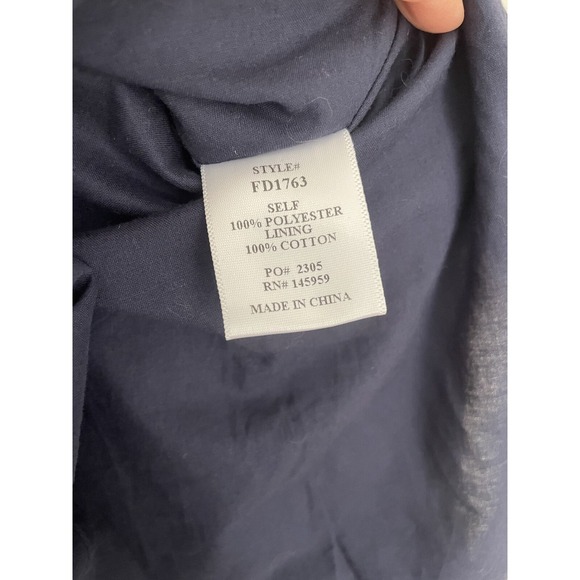 STYLE#
FD1763
SELF
100% POLYESTER
LINING
100% COTTON
PO# 2305
RN# 145959
MADE IN CHINA